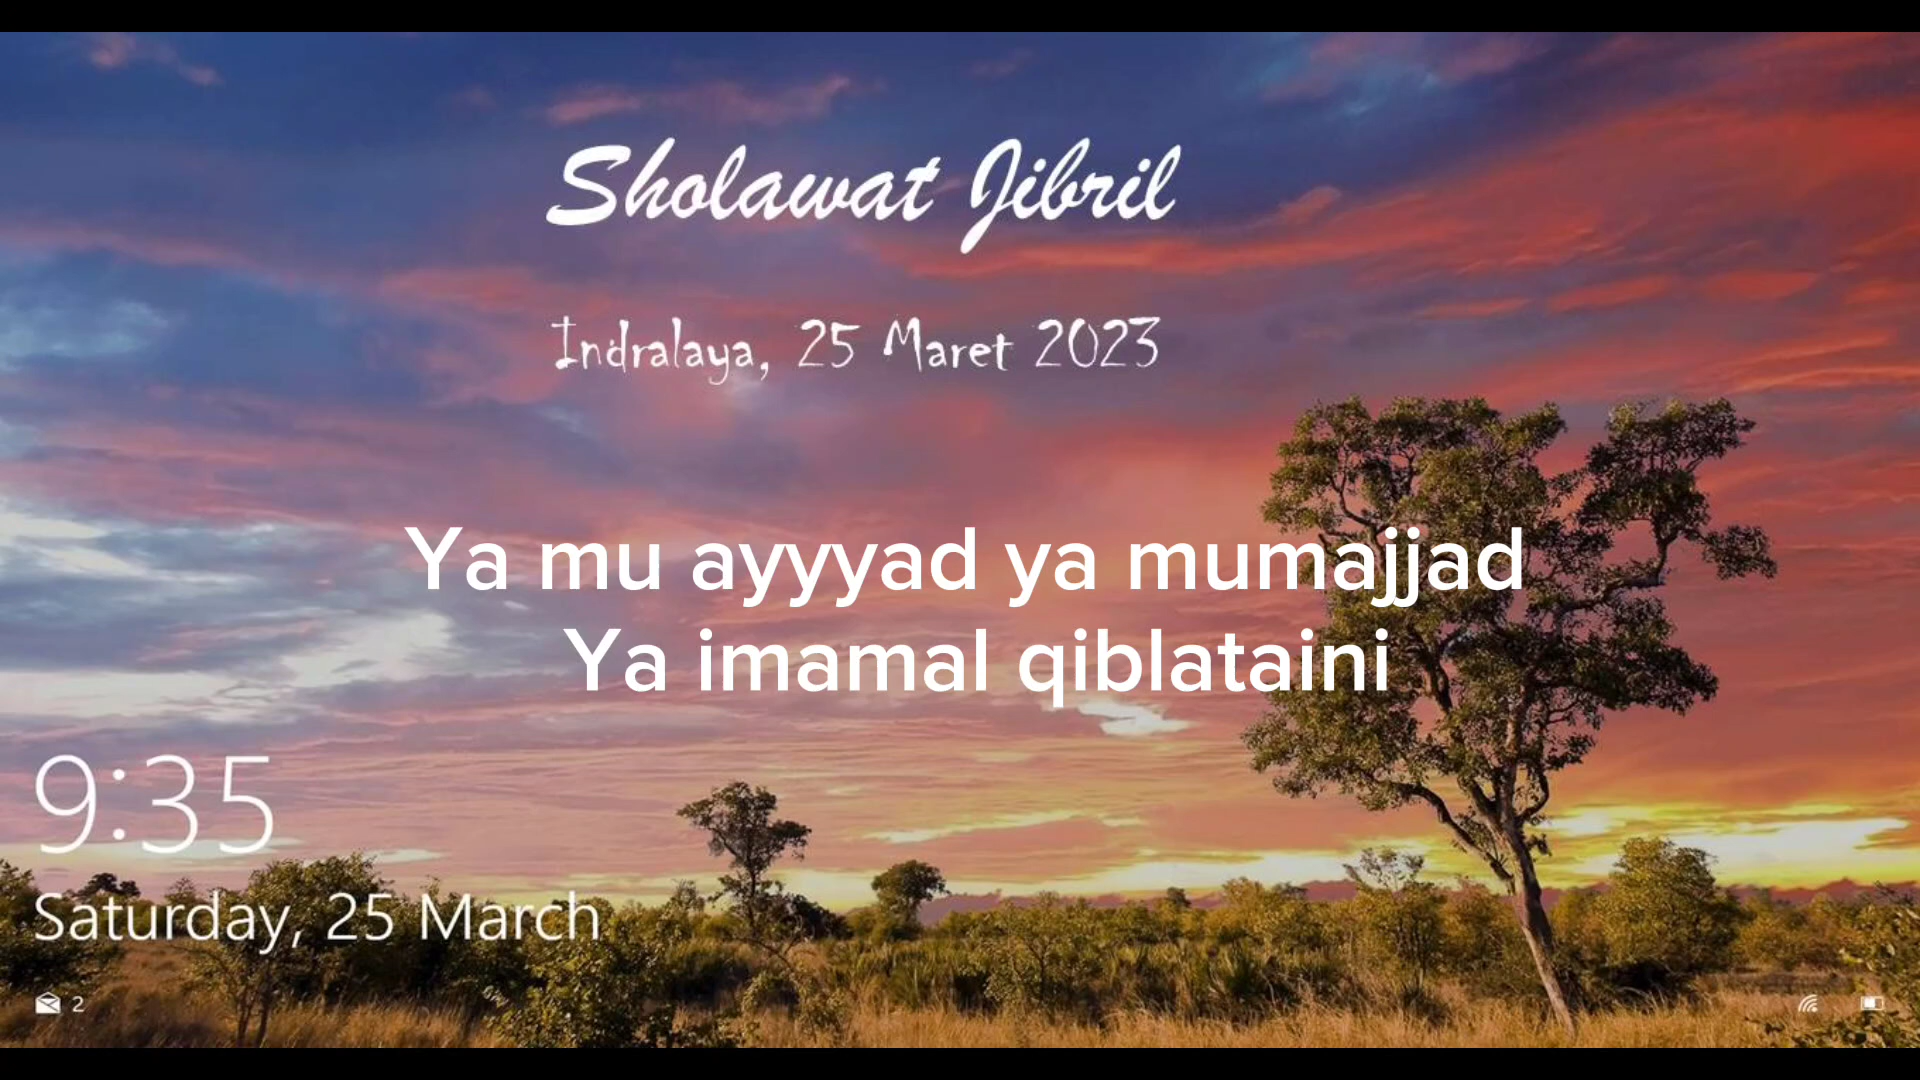 Sholawat Jibril
Indralaya, 25 Maret 2023
Ya mu ayyyad ya mumajjad
Ya imamal qiblataini
9:35
Saturday, 25 March
2